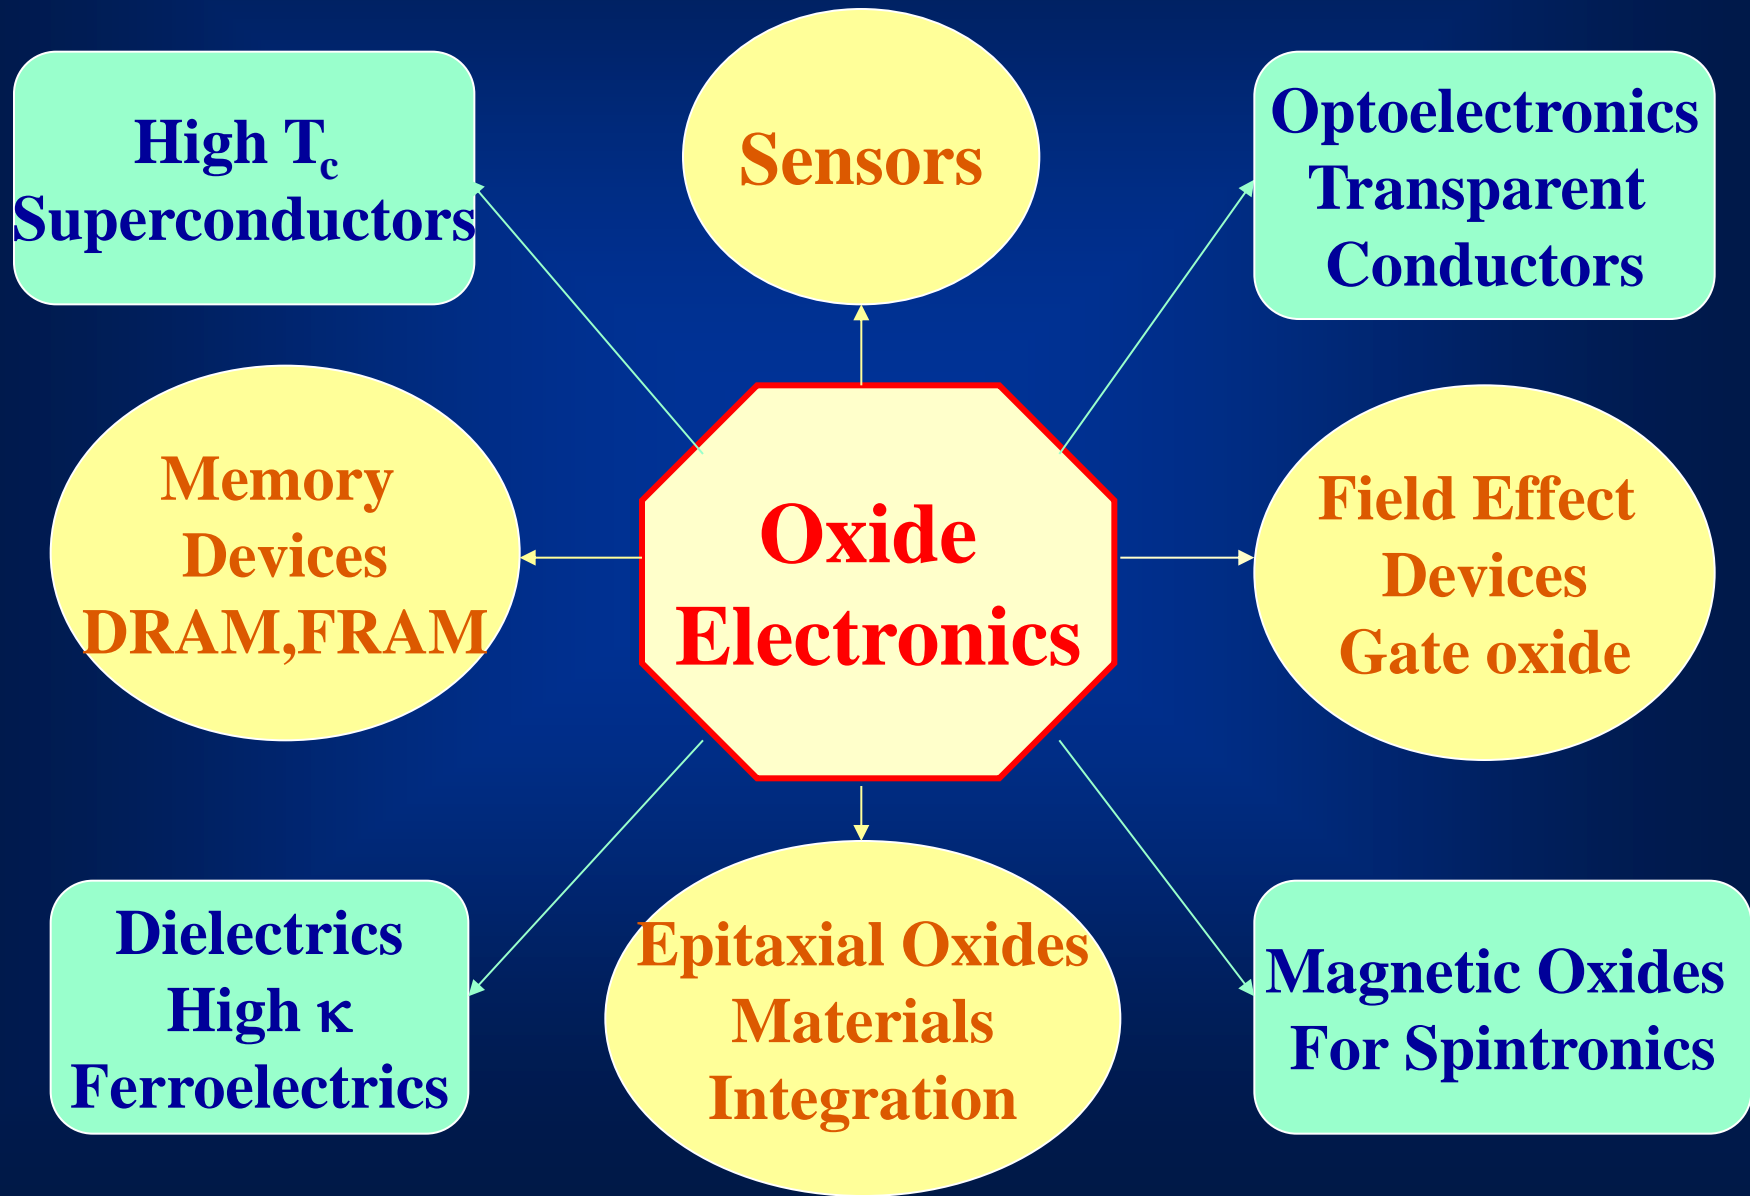 High Tc
Superconductors
Sensors
Optoelectronics
Transparent
Conductors
Memory
Devices
DRAM,FRAM
Oxide
Electronics
Field Effect
Devices
Gate oxide
Dielectrics
High κ
Ferroelectrics
Epitaxial Oxides
Materials
Integration
Magnetic Oxides
For Spintronics